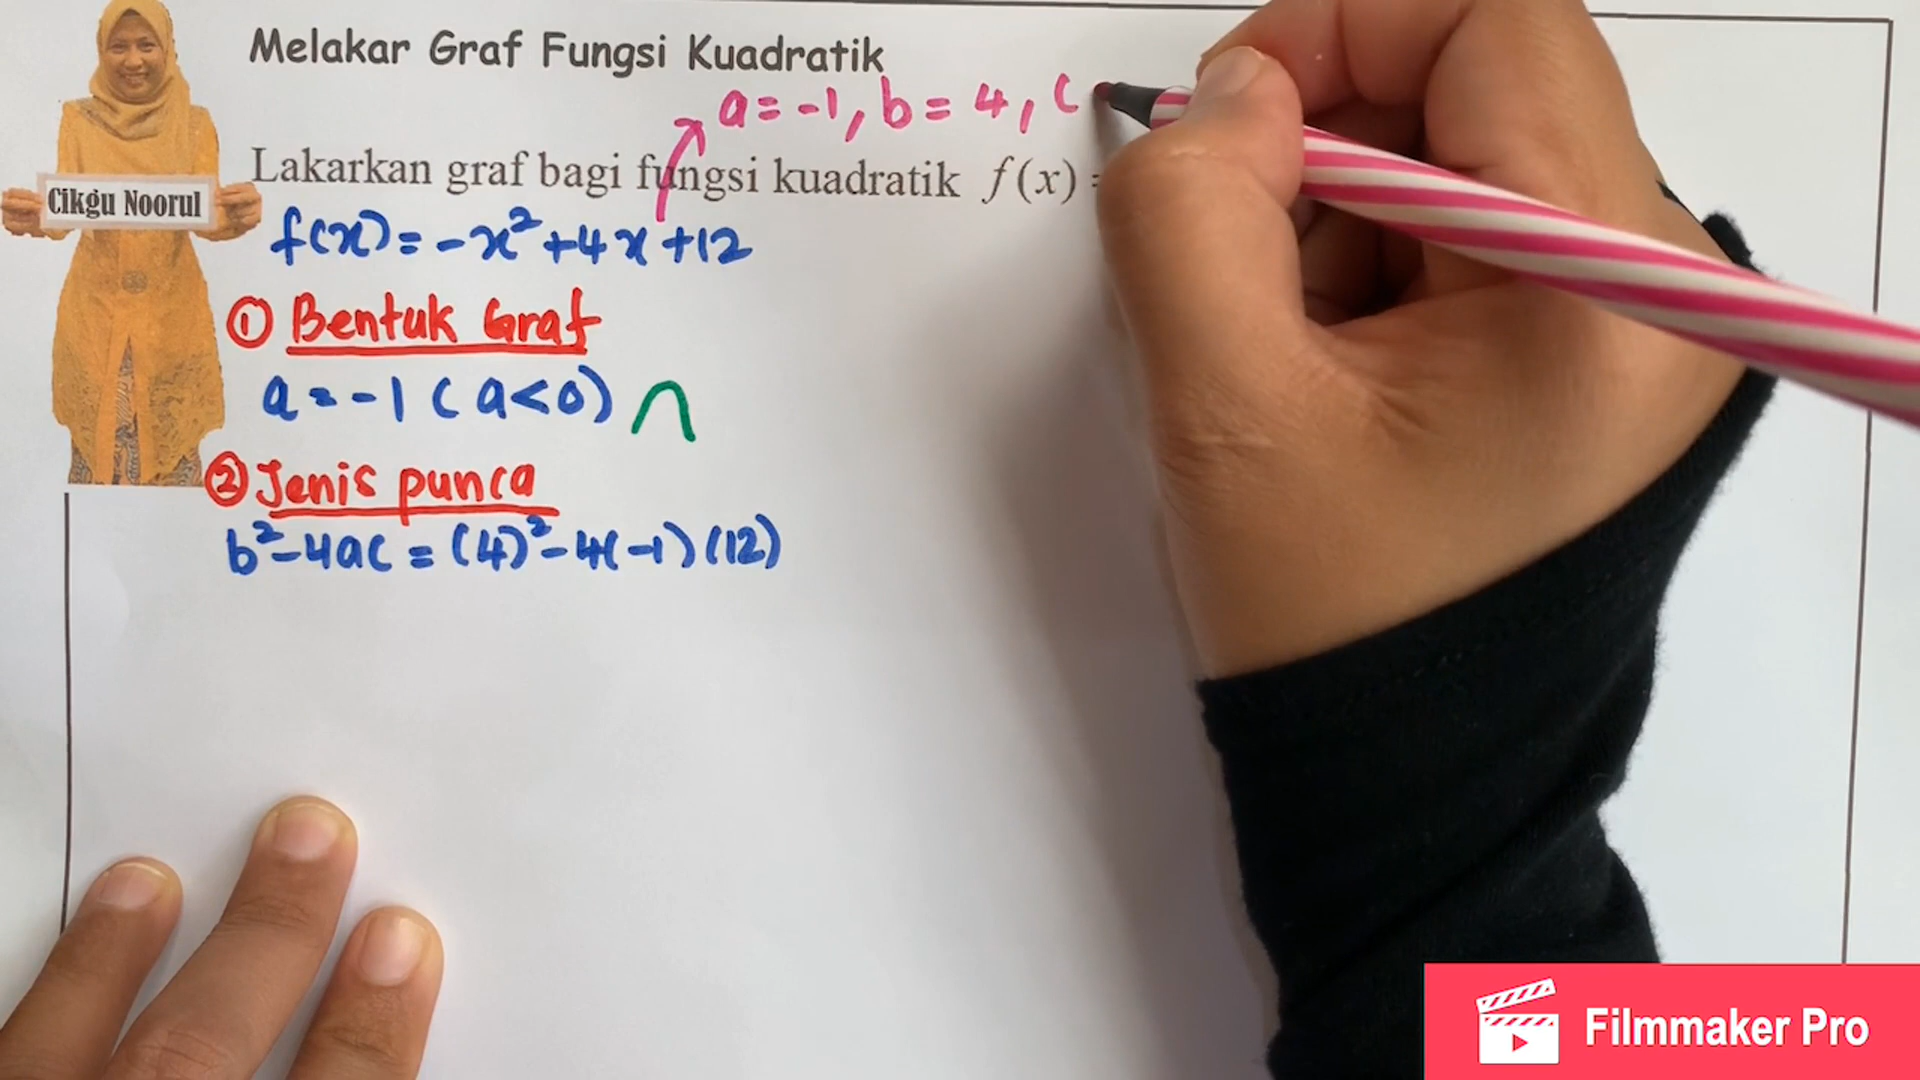 Melakar Graf Fungsi Kuadratik
a = -1, b = 4, c
Lakarkan graf bagi fungsi kuadratik f(x) =
Cikgu Noorul
f(x) = -x² + 4x + 12
① Bentuk Graf
a = -1 (a < 0)
② Jenis punca
b² - 4ac = (4)² - 4(-1)(12)
Filmmaker Pro